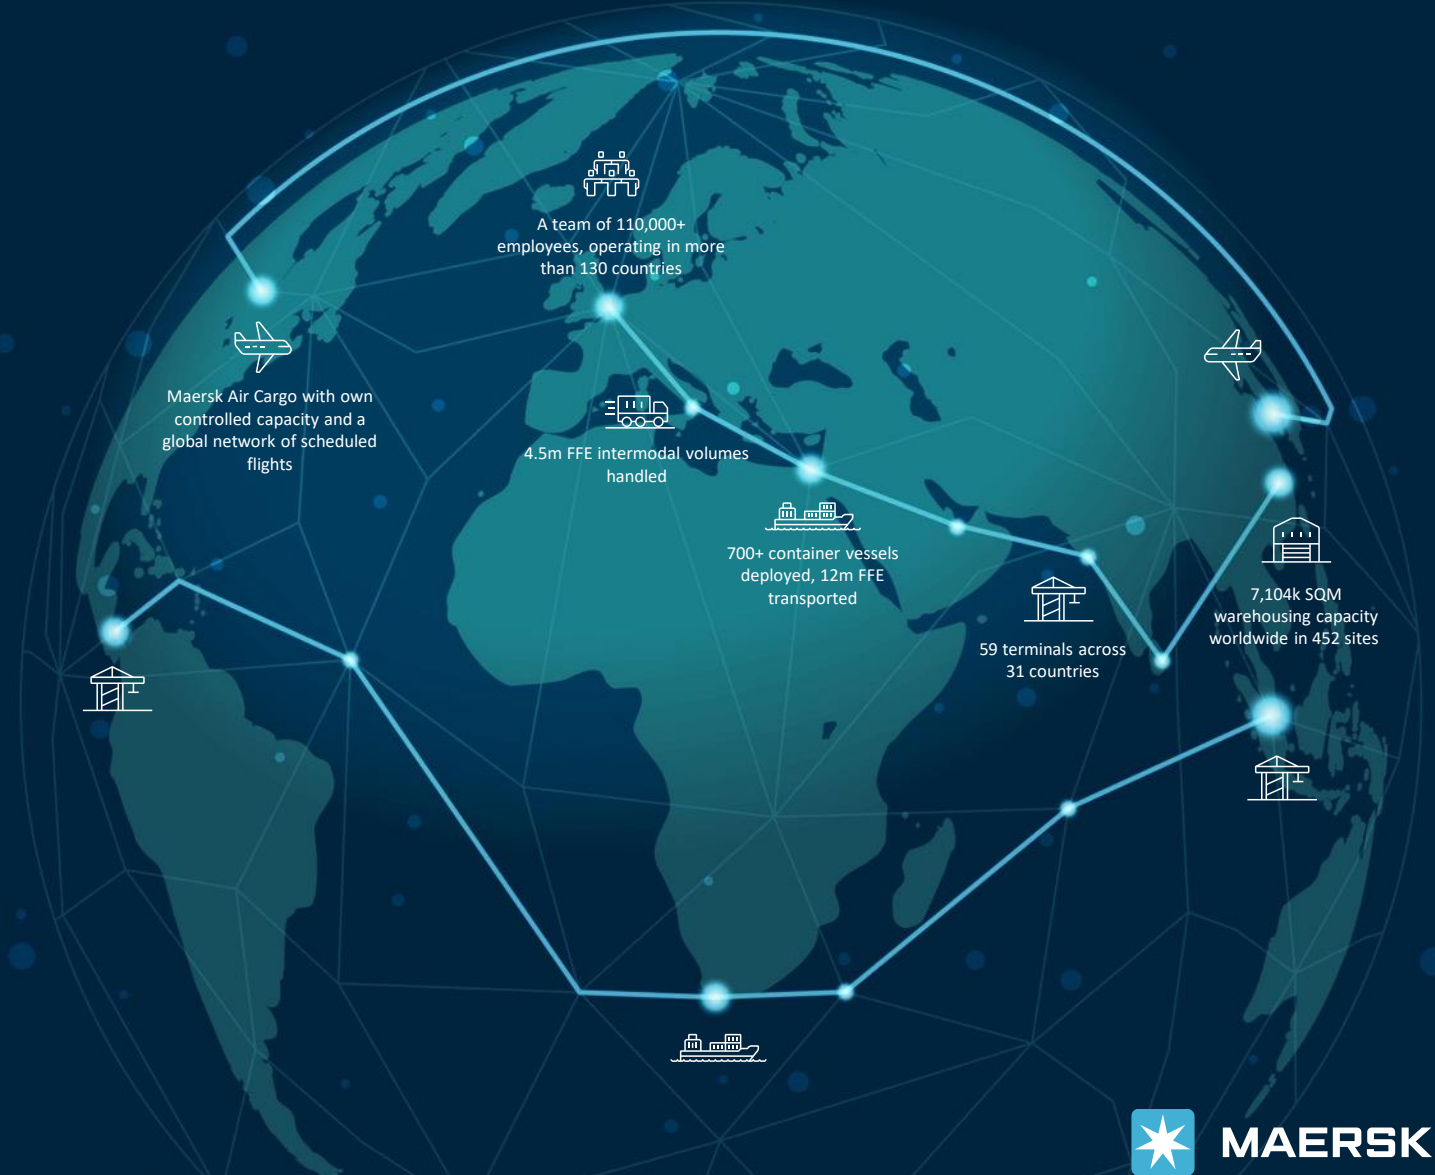 A team of 110,000+
employees, operating in more
than 130 countries
Maersk Air Cargo with own
controlled capacity and a
global network of scheduled
flights
4.5m FFE intermodal volumes
handled
700+ container vessels
deployed, 12m FFE
transported
59 terminals across
31 countries
7,104k SQM
warehousing capacity
worldwide in 452 sites
MAERSK